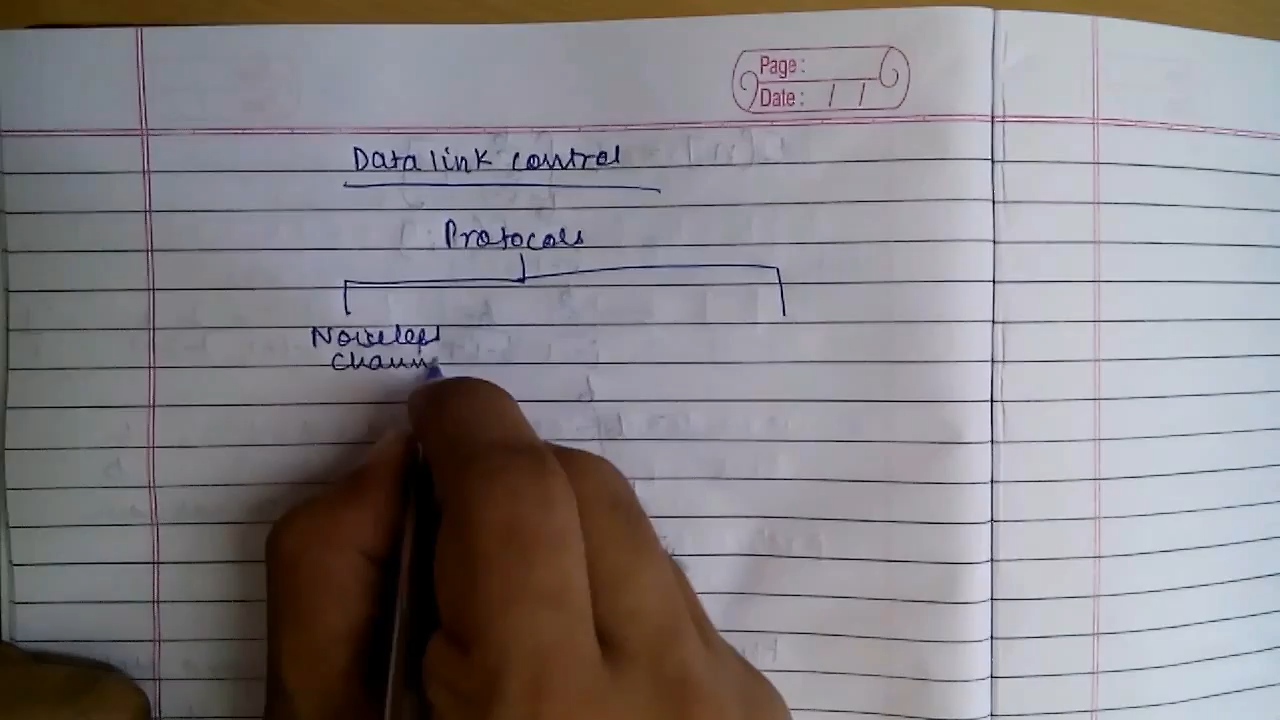 Page:
Date: / /
Data link control
Protocols
Noiseless
Chann